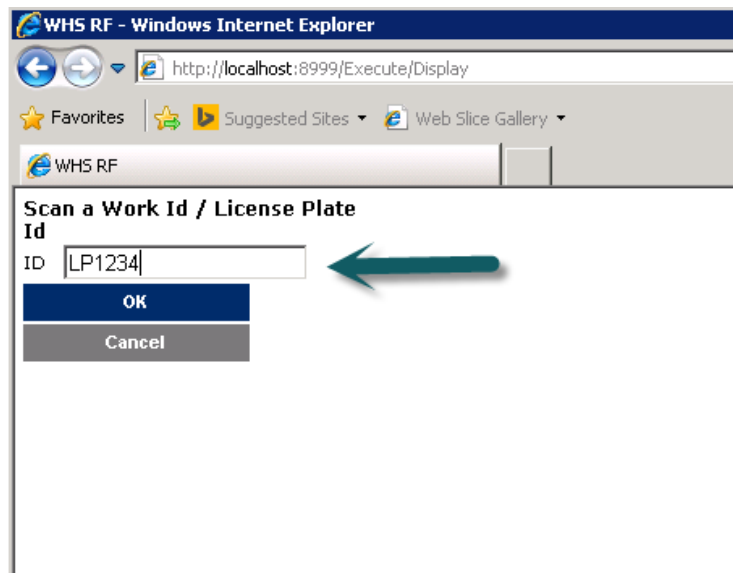 WHS RF - Windows Internet Explorer
http://localhost:8999/Execute/Display
Favorites Suggested Sites Web Slice Gallery
WHS RF
Scan a Work Id / License Plate
Id
ID LP1234
OK
Cancel